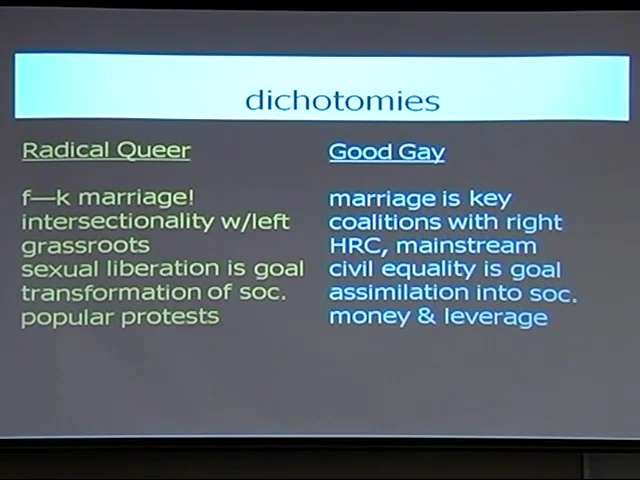 dichotomies
Radical Queer
f—k marriage!
intersectionality w/left
grassroots
sexual liberation is goal
transformation of soc.
popular protests
Good Gay
marriage is key
coalitions with right
HRC, mainstream
civil equality is goal
assimilation into soc.
money & leverage